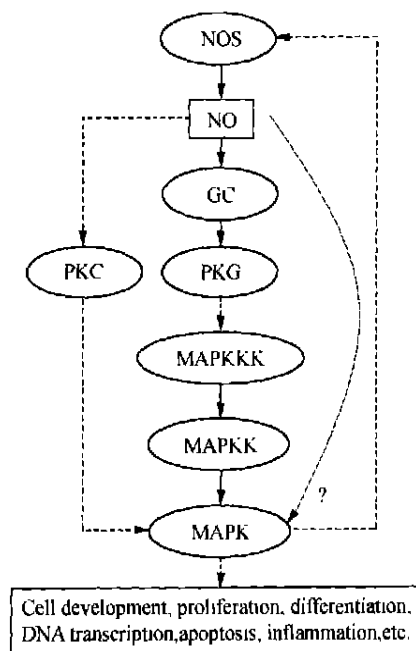 NOS
NO
GC
PKC
PKG
MAPKKK
MAPKK
?
MAPK
Cell development, proliferation, differentiation,
DNA transcription,apoptosis, inflammation,etc.